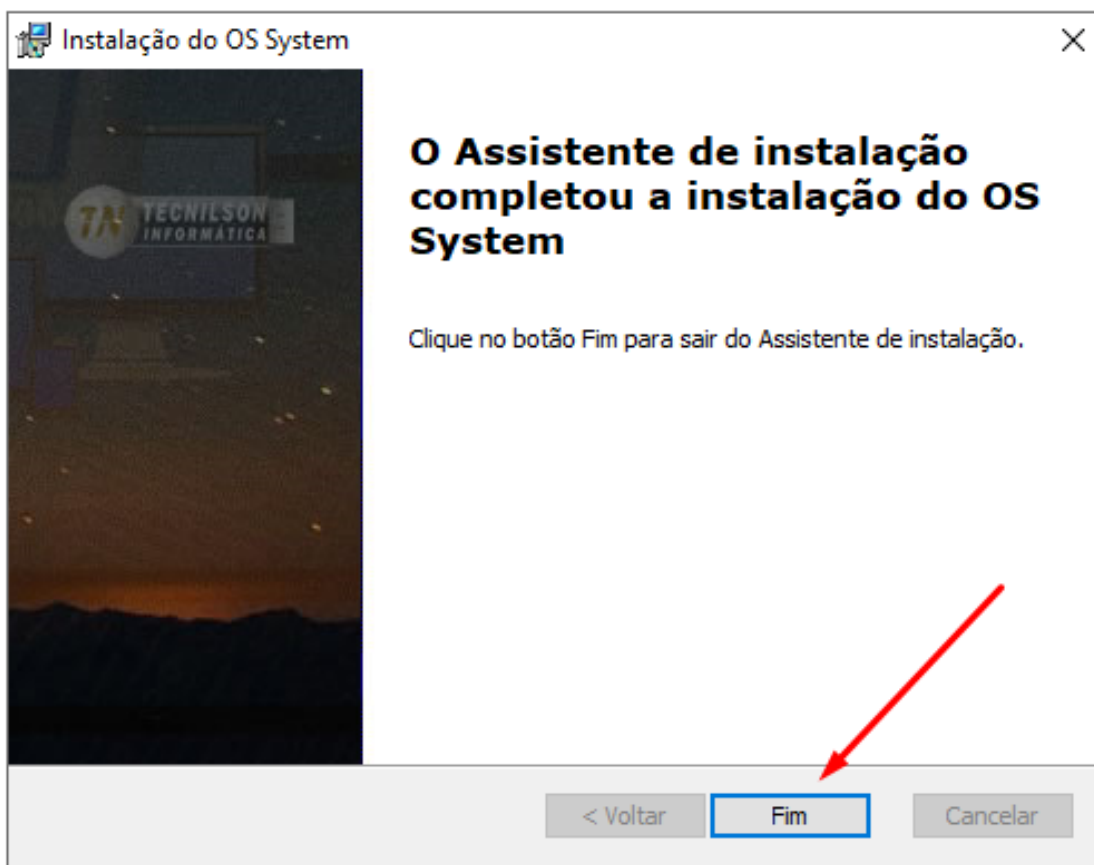 Instalação do OS System
TN TECNILSON
INFORMÁTICA
O Assistente de instalação
completou a instalação do OS
System
Clique no botão Fim para sair do Assistente de instalação.
< Voltar
Fim
Cancelar